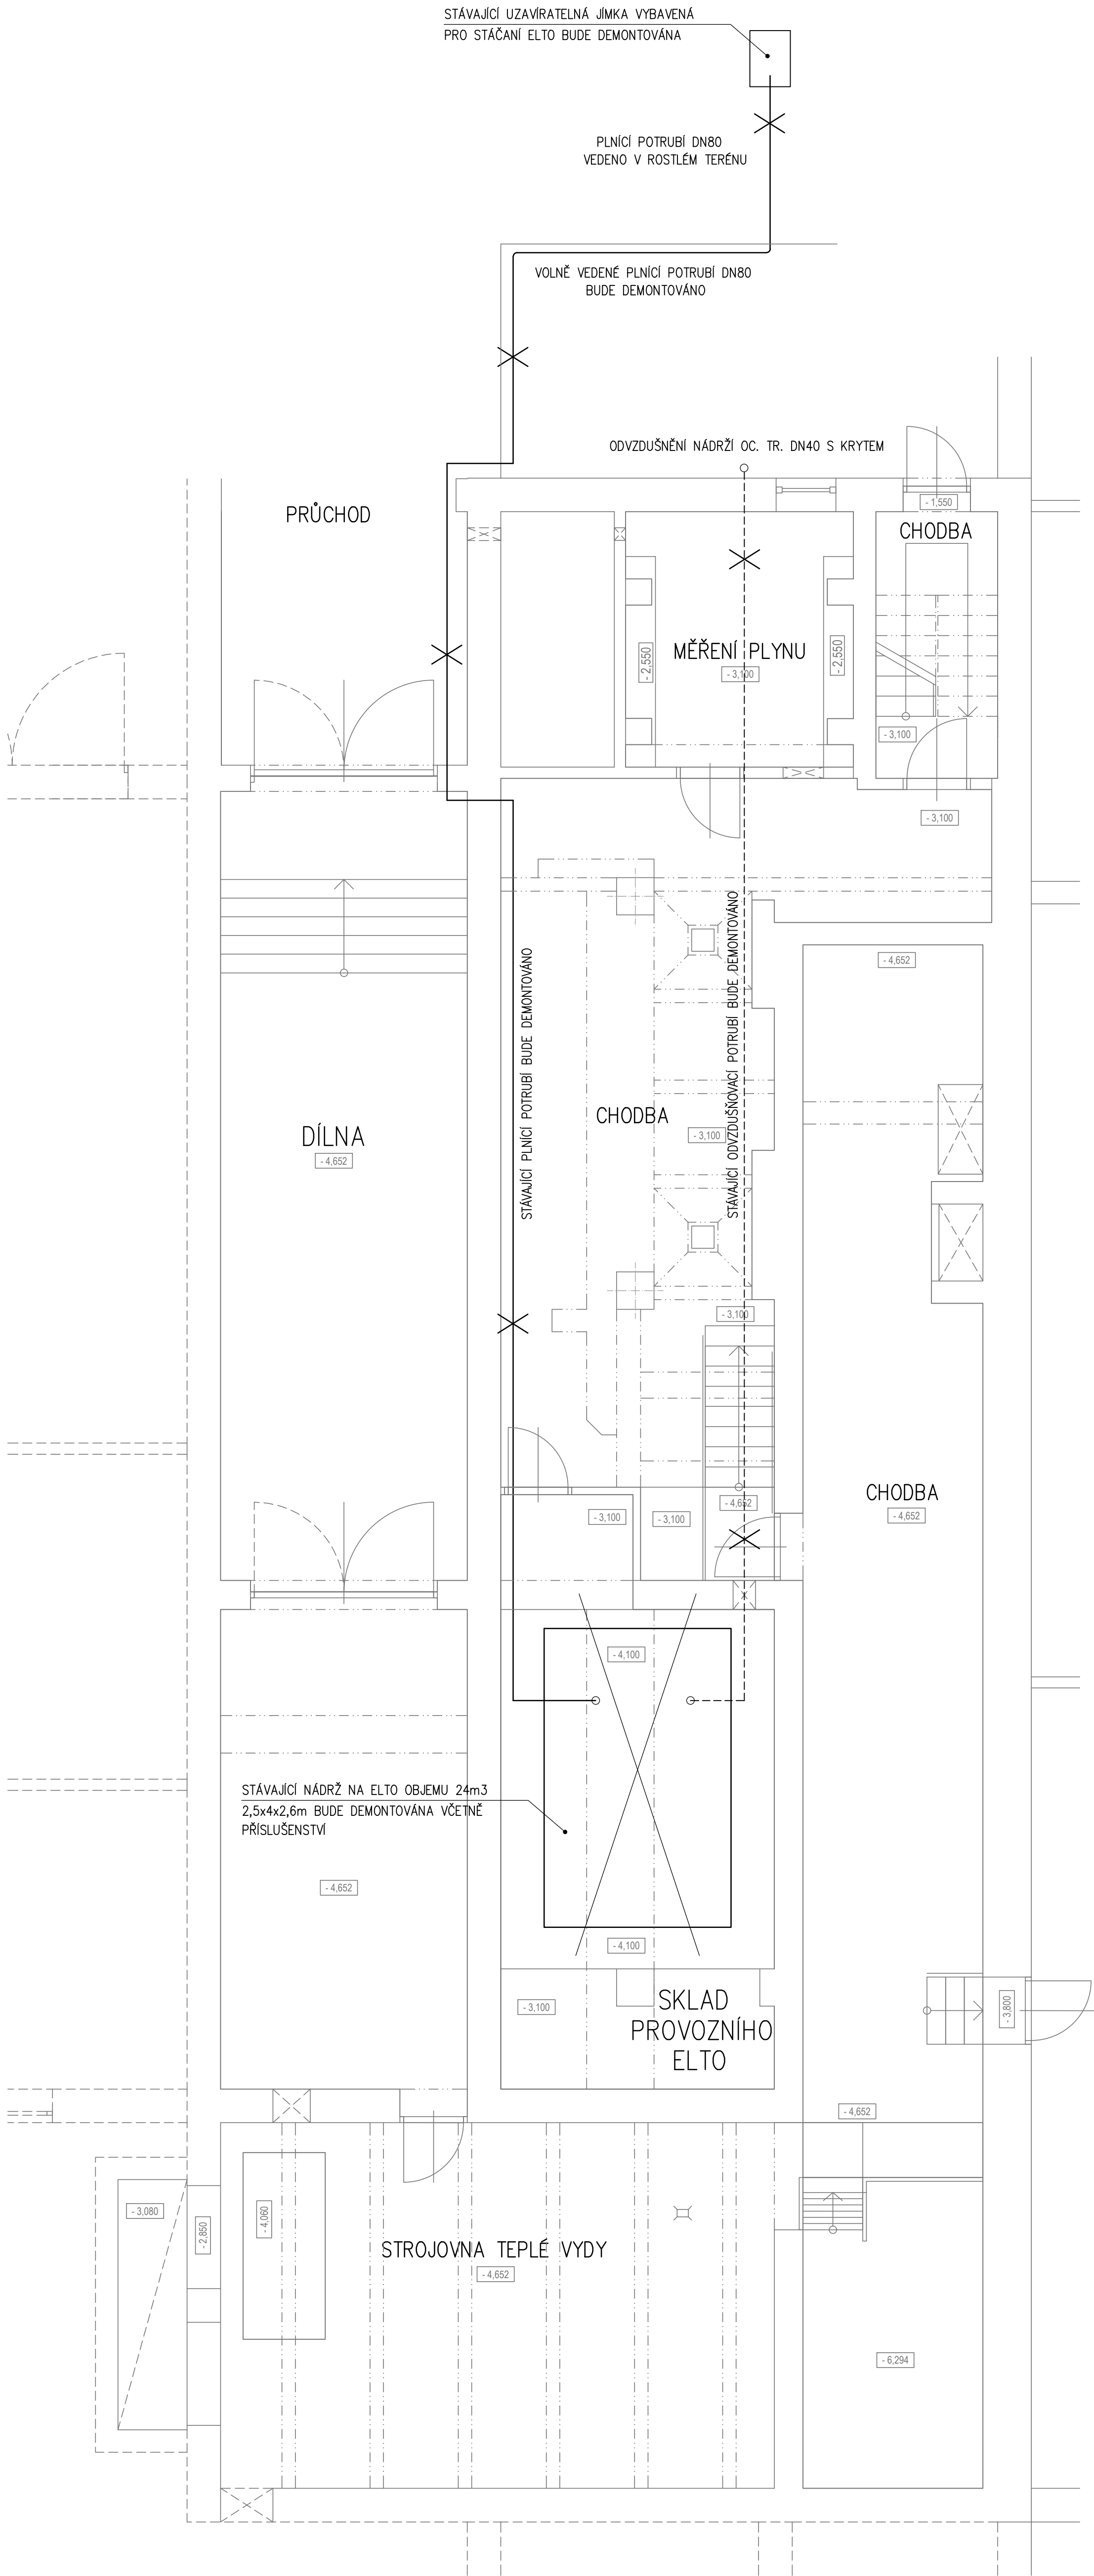 STÁVAJÍCÍ UZAVÍRATELNÁ JÍMKA VYBAVENÁ
PRO STÁČANÍ ELTO BUDE DEMONTOVÁNA
PLNÍCÍ POTRUBÍ DN80
VEDENO V ROSTLÉM TERÉNU
VOLNĚ VEDENÉ PLNÍCÍ POTRUBÍ DN80
BUDE DEMONTOVÁNO
ODVZDUŠNĚNÍ NÁDRŽÍ OC. TR. DN40 S KRYTEM
PRŮCHOD
- 1,550
CHODBA
MĚŘENÍ PLYNU
- 2,550
- 2,550
- 3,100
- 3,100
- 3,100
STÁVAJÍCÍ PLNÍCÍ POTRUBÍ BUDE DEMONTOVÁNO
STÁVAJÍCÍ ODVZDUŠŇOVACÍ POTRUBÍ BUDE DEMONTOVÁNO
- 4,652
CHODBA
- 3,100
DÍLNA
- 4,652
- 3,100
CHODBA
- 4,652
- 4,652
- 3,100
- 3,100
- 4,100
STÁVAJÍCÍ NÁDRŽ NA ELTO OBJEMU 24m3
2,5x4x2,6m BUDE DEMONTOVÁNA VČETNĚ
PŘÍSLUŠENSTVÍ
- 4,652
- 4,100
- 3,100
SKLAD
PROVOZNÍHO
ELTO
- 3,800
- 4,652
- 3,080
- 2,850
- 4,060
STROJOVNA TEPLÉ VYDY
- 4,652
- 6,294